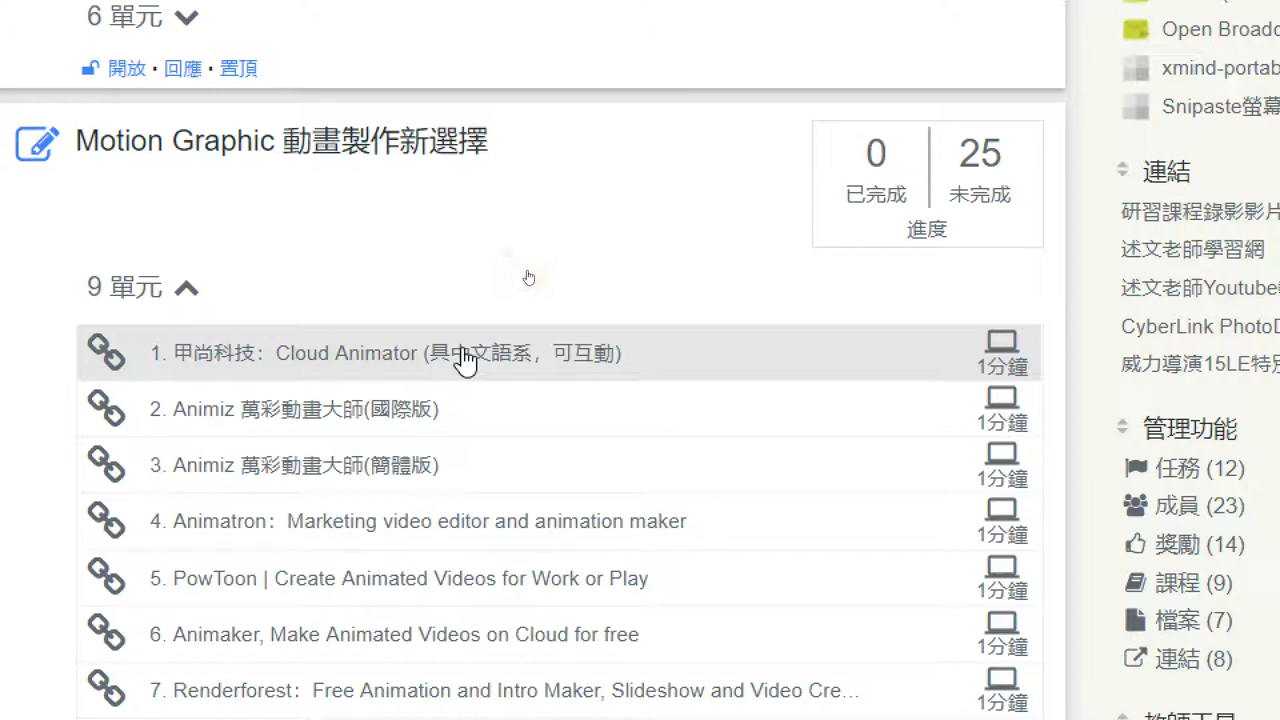 6 單元
開放・回應・置頂
Motion Graphic 動畫製作新選擇
0
已完成
25
未完成
進度
9 單元
1. 甲尚科技：Cloud Animator (具中文語系，可互動)
1分鐘
2. Animiz 萬彩動畫大師(國際版)
1分鐘
3. Animiz 萬彩動畫大師(簡體版)
1分鐘
4. Animatron：Marketing video editor and animation maker
1分鐘
5. PowToon | Create Animated Videos for Work or Play
1分鐘
6. Animaker, Make Animated Videos on Cloud for free
1分鐘
7. Renderforest：Free Animation and Intro Maker, Slideshow and Video Cre...
1分鐘
Open Broadc
xmind-portab
Snipaste螢幕
連結
研習課程錄影影片
述文老師學習網
述文老師Youtube
CyberLink PhotoD
威力導演15LE特別
管理功能
任務 (12)
成員 (23)
獎勵 (14)
課程 (9)
檔案 (7)
連結 (8)